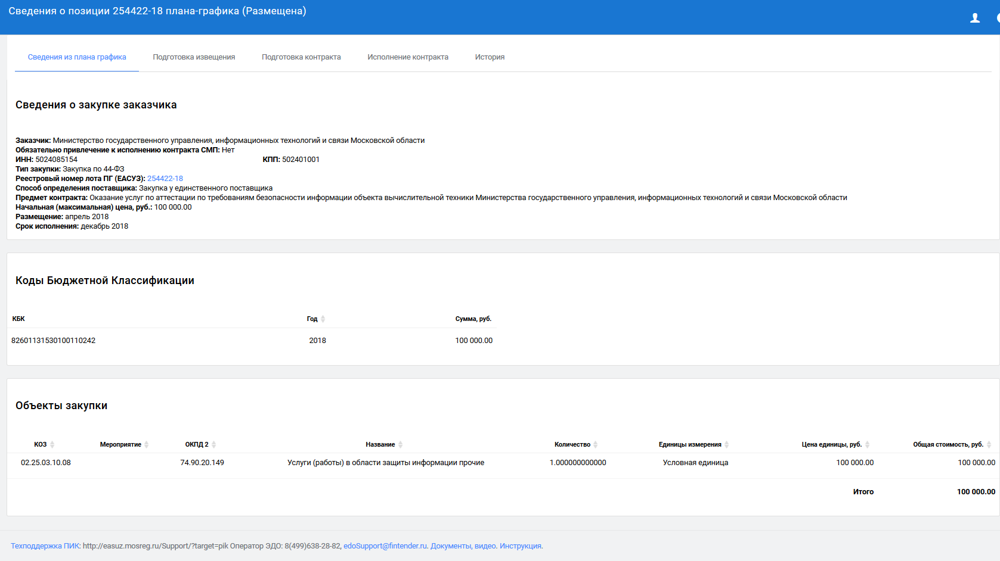 Сведения о позиции 254422-18 плана-графика (Размещена)
Сведения из плана графика Подготовка извещения Подготовка контракта Исполнение контракта История
Сведения о закупке заказчика
Заказчик: Министерство государственного управления, информационных технологий и связи Московской области
Обязательно привлечение к исполнению контракта СМП: Нет
ИНН: 5024085154 КПП: 502401001
Тип закупки: Закупка по 44-ФЗ
Реестровый номер лота ПГ (ЕАСУЗ): 254422-18
Способ определения поставщика: Закупка у единственного поставщика
Предмет контракта: Оказание услуг по аттестации по требованиям безопасности информации объекта вычислительной техники Министерства государственного управления, информационных технологий и связи Московской области
Начальная (максимальная) цена, руб.: 100 000.00
Размещение: апрель 2018
Срок исполнения: декабрь 2018
Коды Бюджетной Классификации
КБК Год Сумма, руб.
82601131530100110242 2018 100 000.00
Объекты закупки
КОЗ Мероприятие ОКПД 2 Название Количество Единицы измерения Цена единицы, руб. Общая стоимость, руб.
02.25.03.10.08 74.90.20.149 Услуги (работы) в области защиты информации прочие 1.000000000000 Условная единица 100 000.00 100 000.00
Итого 100 000.00
Техподдержка ПИК: http://easuz.mosreg.ru/Support/?target=pik Оператор ЭДО: 8(499)638-28-82, edoSupport@fintender.ru. Документы, видео. Инструкция.